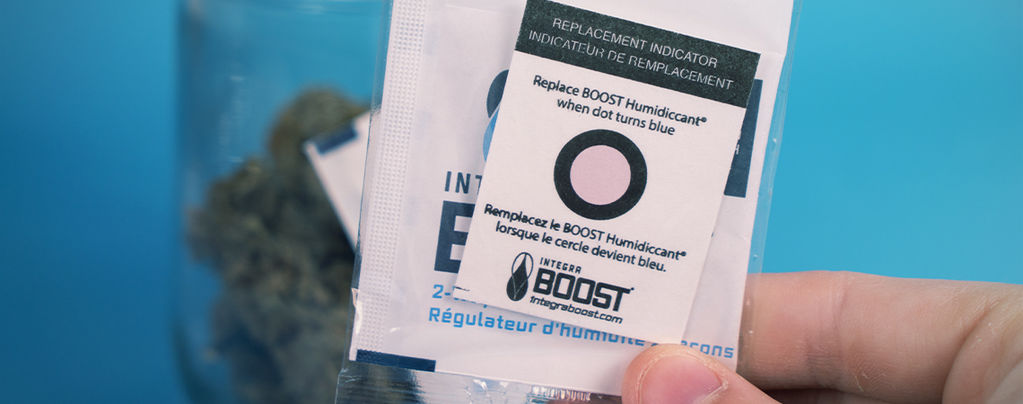 REPLACEMENT INDICATOR
INDICATEUR DE REMPLACEMENT
Replace BOOST Humidiccant®
when dot turns blue
Remplacez le BOOST Humidiccant®
lorsque le cercle devient bleu.
INTEGRA
BOOST
integraboost.com
INT
2-
Régulateur d'humidité